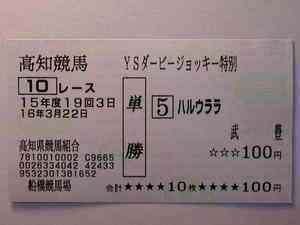 高知競馬
10 レース
15年度19回3日
16年3月22日
高知県競馬組合
7810010002 C9665
0026334042 42433
9532301381652
船橋競馬場
YSダービージョッキー特別
単勝
5 ハルウララ
武 豊
☆☆☆100円
合計★★★★10枚★★★★100円